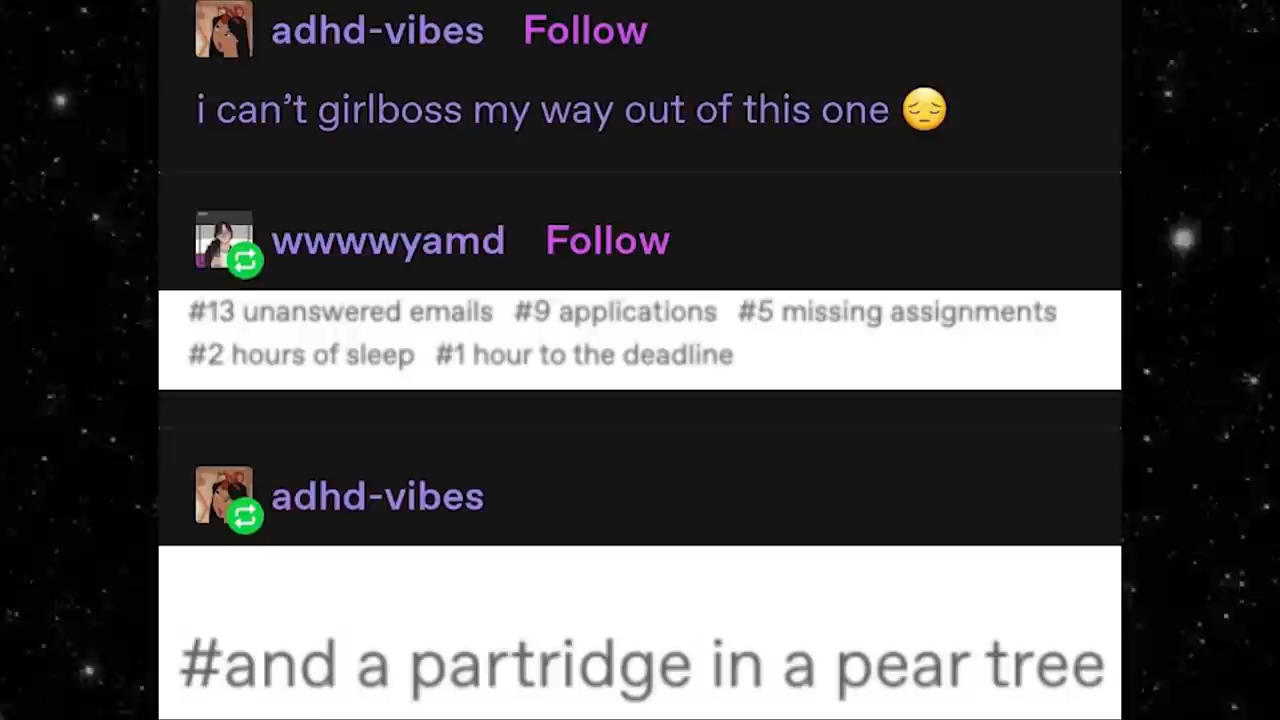 adhd-vibes Follow
i can’t girlboss my way out of this one 😔
wwwwyamd Follow
#13 unanswered emails #9 applications #5 missing assignments
#2 hours of sleep #1 hour to the deadline
adhd-vibes
#and a partridge in a pear tree